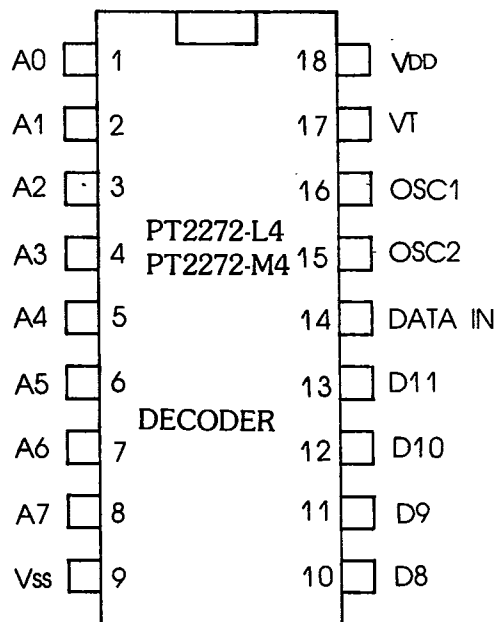 A0 1 18 VDD
A1 2 17 VT
A2 3 16 OSC1
PT2272-L4
A3 4 PT2272-M4 15 OSC2
A4 5 14 DATA IN
A5 6 13 D11
DECODER
A6 7 12 D10
A7 8 11 D9
Vss 9 10 D8